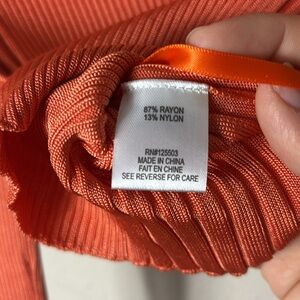 87% RAYON
13% NYLON
RN#125503
MADE IN CHINA
FAIT EN CHINE
SEE REVERSE FOR CARE